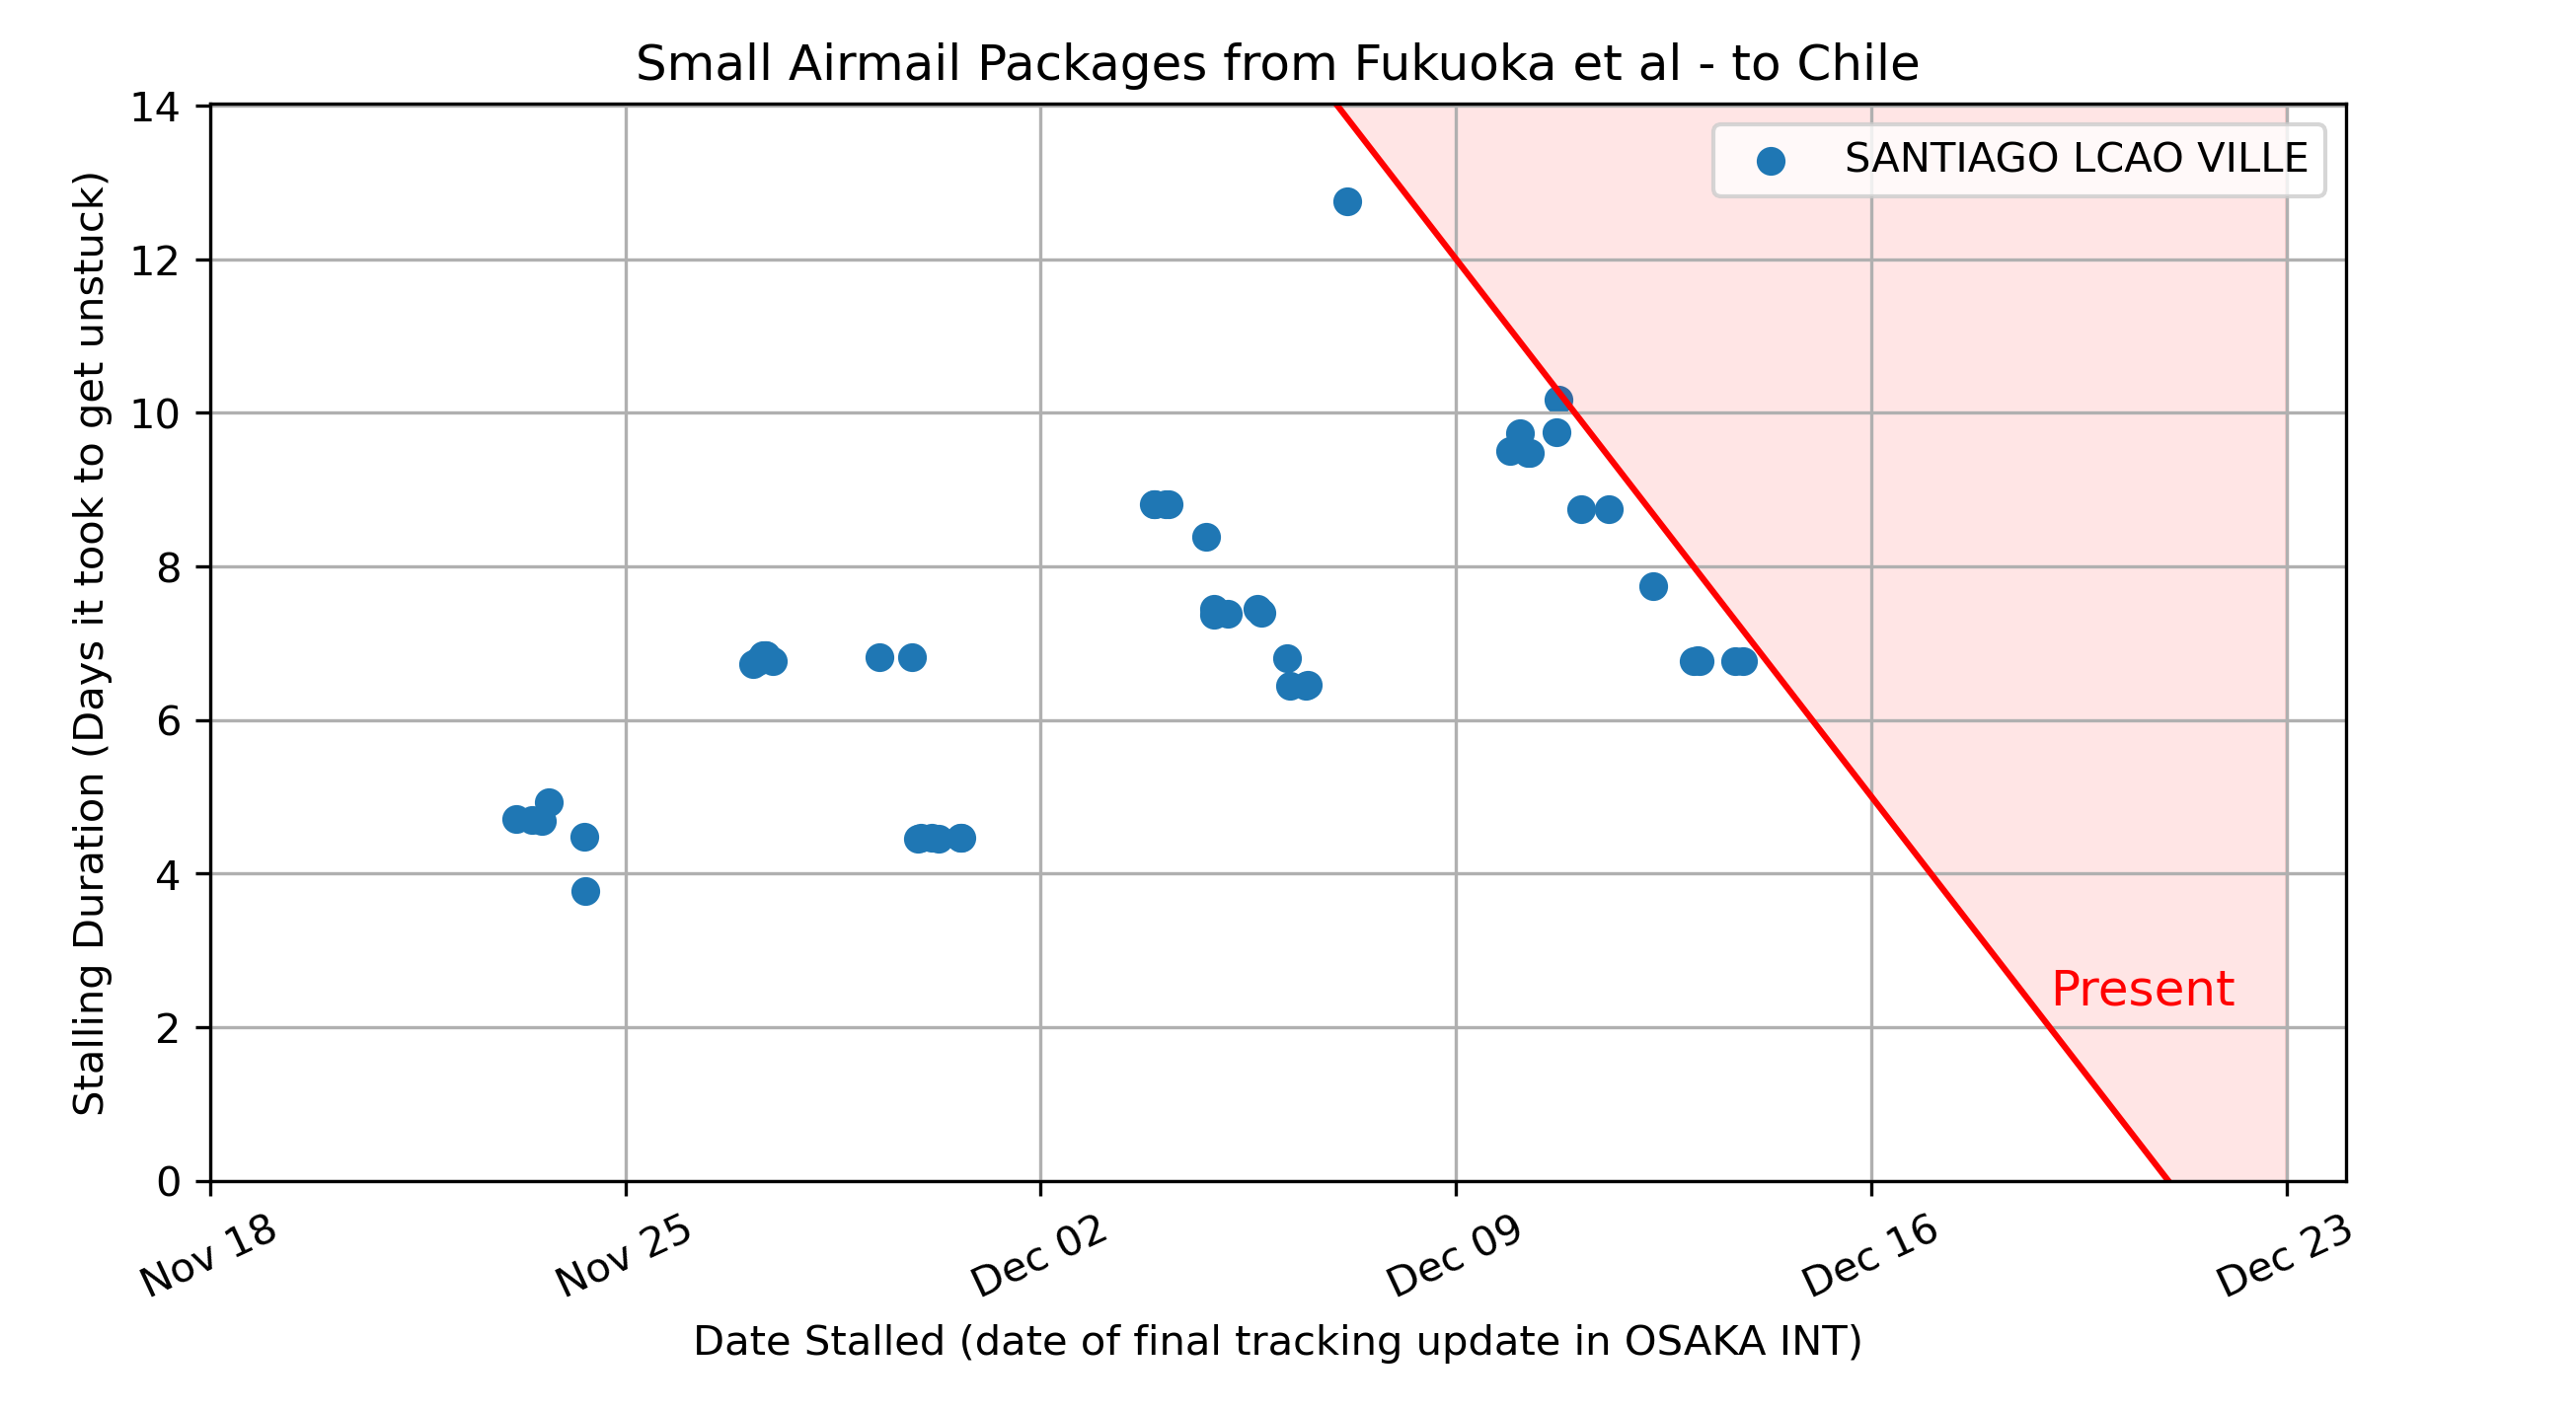 Small Airmail Packages from Fukuoka et al - to Chile
SANTIAGO LCAO VILLE
Stalling Duration (Days it took to get unstuck)
14
12
10
8
6
4
2
0
Present
Nov 18
Nov 25
Dec 02
Dec 09
Dec 16
Dec 23
Date Stalled (date of final tracking update in OSAKA INT)